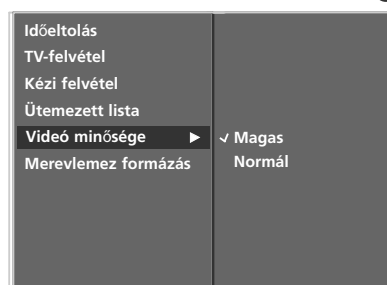 Időeltolás
TV-felvétel
Kézi felvétel
Ütemezett lista
Videó minősége ▶ ✓ Magas
Merevlemez formázás Normál